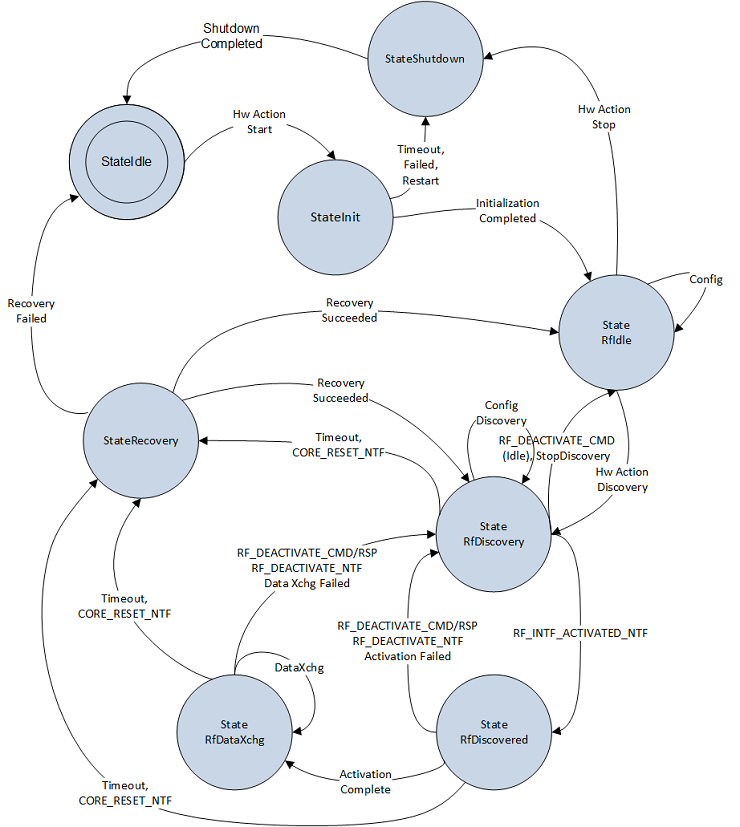 Shutdown
Completed
StateShutdown
Hw Action
Start
Hw Action
Stop
StateIdle
Timeout,
Failed,
Restart
StateInit
Initialization
Completed
Config
Recovery
Failed
Recovery
Succeeded
State
RfIdle
Recovery
Succeeded
Config
Discovery
StateRecovery
Timeout,
CORE_RESET_NTF
RF_DEACTIVATE_CMD
(Idle), StopDiscovery
Hw Action
Discovery
State
RfDiscovery
RF_DEACTIVATE_CMD/RSP
RF_DEACTIVATE_NTF
Data Xchg Failed
Timeout,
CORE_RESET_NTF
RF_DEACTIVATE_CMD/RSP
RF_DEACTIVATE_NTF
Activation Failed
RF_INTF_ACTIVATED_NTF
DataXchg
State
RfDataXchg
State
RfDiscovered
Activation
Complete
Timeout,
CORE_RESET_NTF